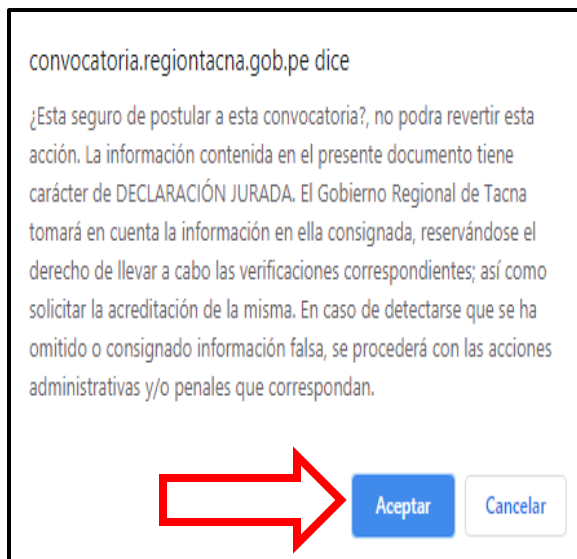 convocatoria.regiontacna.gob.pe dice
¿Esta seguro de postular a esta convocatoria?, no podra revertir esta
acción. La información contenida en el presente documento tiene
carácter de DECLARACIÓN JURADA. El Gobierno Regional de Tacna
tomará en cuenta la información en ella consignada, reservándose el
derecho de llevar a cabo las verificaciones correspondientes; así como
solicitar la acreditación de la misma. En caso de detectarse que se ha
omitido o consignado información falsa, se procederá con las acciones
administrativas y/o penales que correspondan.
Aceptar Cancelar